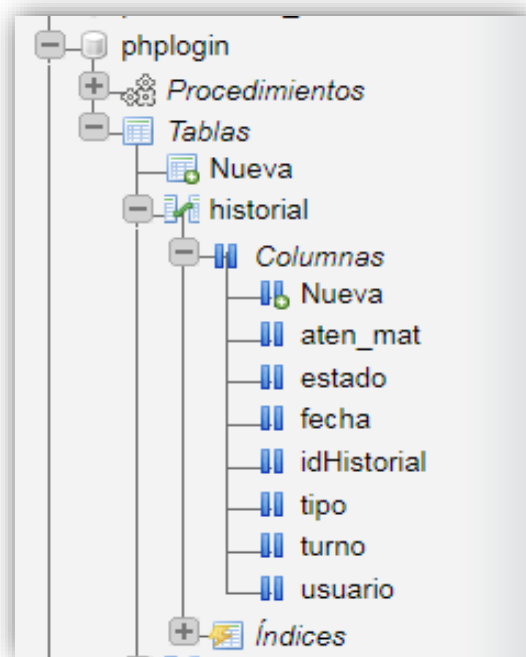 phplogin
Procedimientos
Tablas
Nueva
historial
Columnas
Nueva
aten_mat
estado
fecha
idHistorial
tipo
turno
usuario
Índices